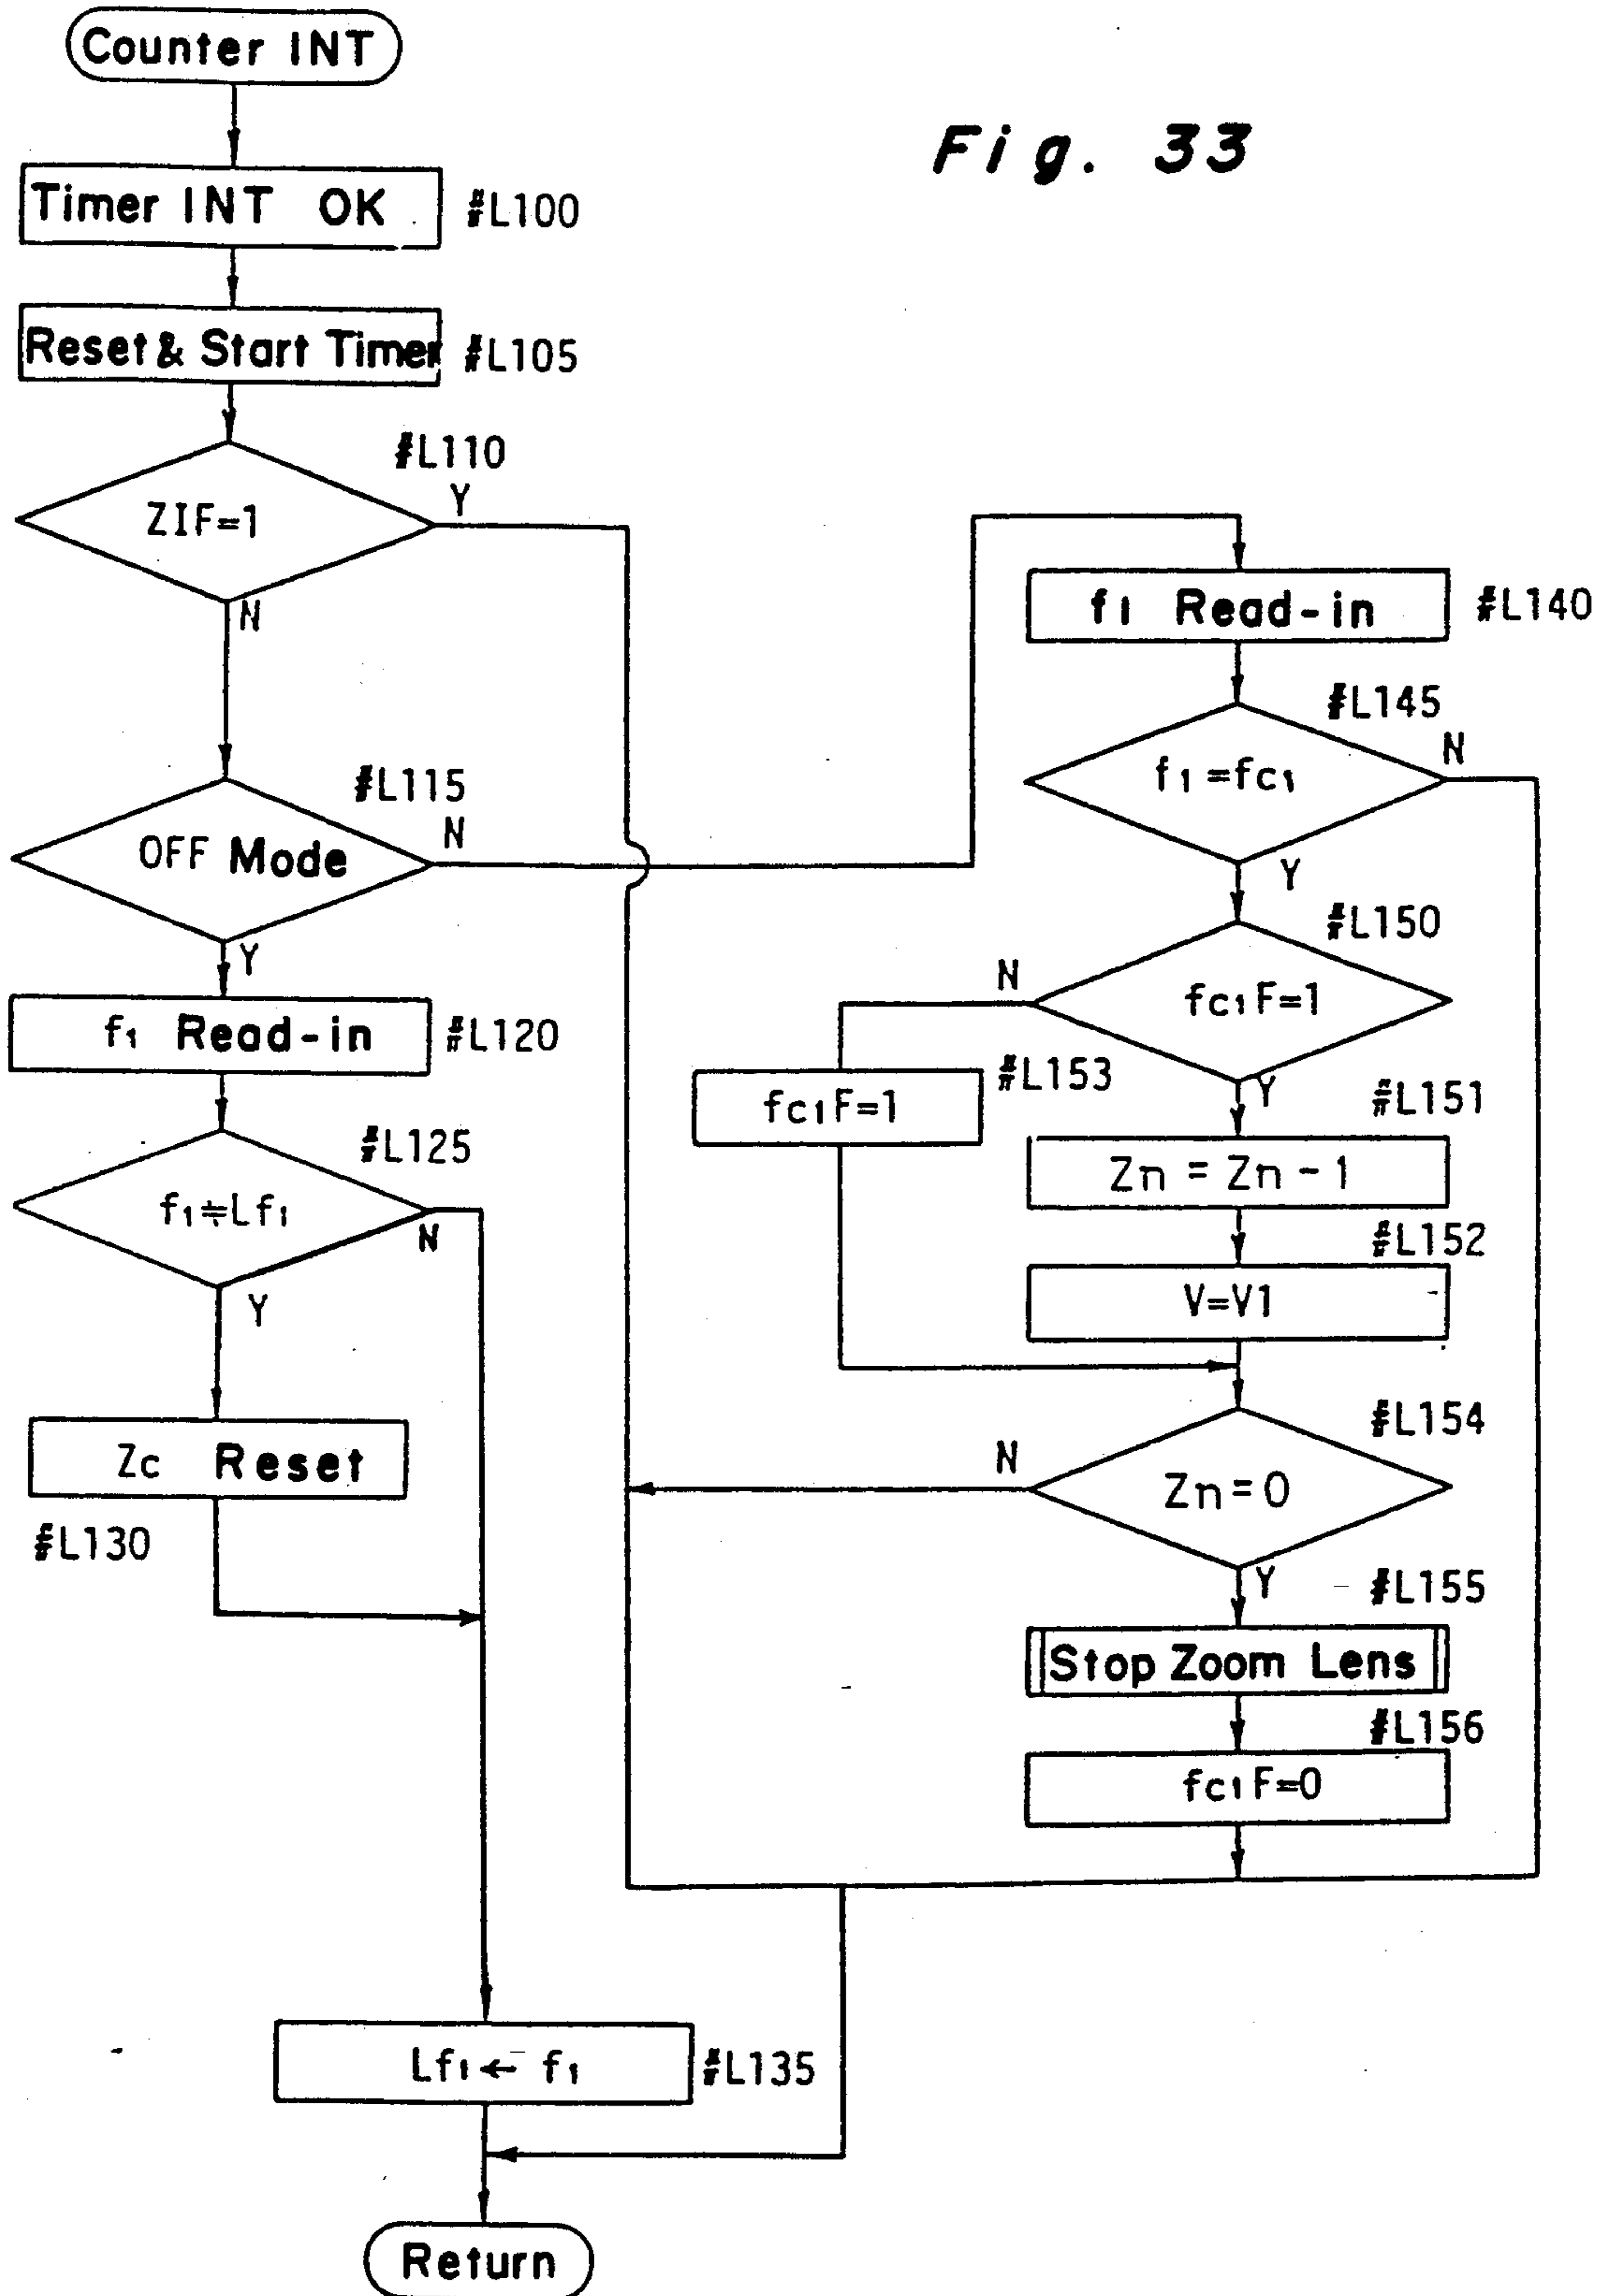 Counter INT
Fig. 33
Timer INT OK #L100
Reset & Start Timer #L105
#L110
ZIF=1
Y
N
#L115
OFF Mode
N
Y
f1 Read-in #L120
#L125
f1≒Lf1
N
Y
Zc Reset
#L130
f1 Read-in #L140
#L145
f1=fc1
N
Y
#L150
fc1F=1
N
Y
#L153
fc1F=1
#L151
Zn = Zn - 1
#L152
V=V1
#L154
Zn=0
N
Y
#L155
Stop Zoom Lens
#L156
fc1F=0
Lf1 ← f1 #L135
Return